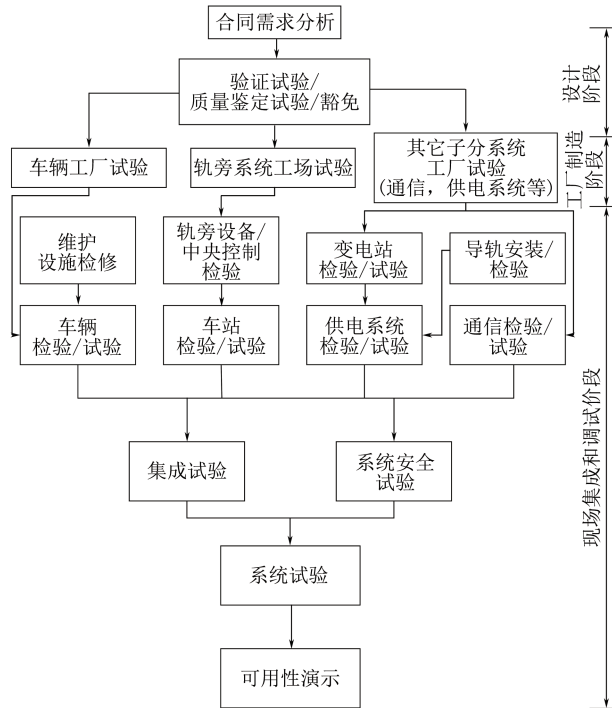 合同需求分析
验证试验/
质量鉴定试验/豁免
设计
阶段
车辆工厂试验
轨旁系统工场试验
其它子分系统
工厂试验
(通信，供电系统等)
工厂制造
阶段
维护
设施检修
轨旁设备/
中央控制
检验
变电站
检验/试验
导轨安装/
检验
车辆
检验/试验
车站
检验/试验
供电系统
检验/试验
通信检验/
试验
现场集成和调试价段
集成试验
系统安全
试验
系统试验
可用性演示